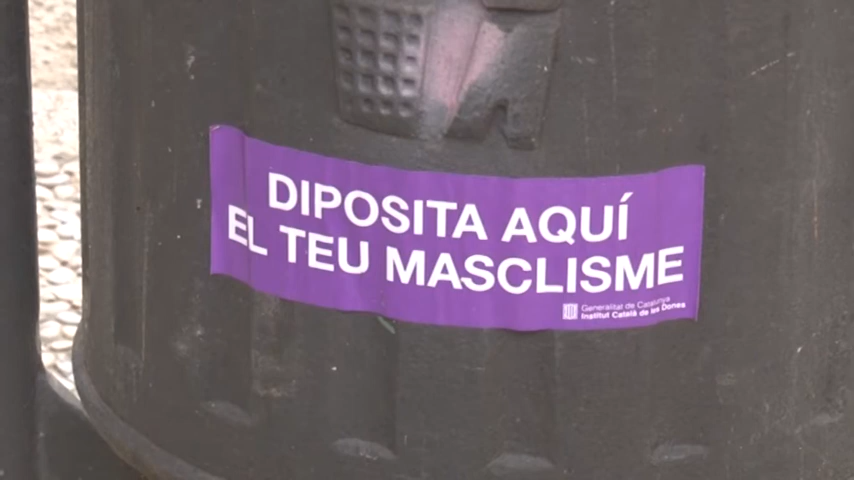 DIPOSITA AQUÍ
EL TEU MASCLISME
Generalitat de Catalunya
Institut Català de les Dones